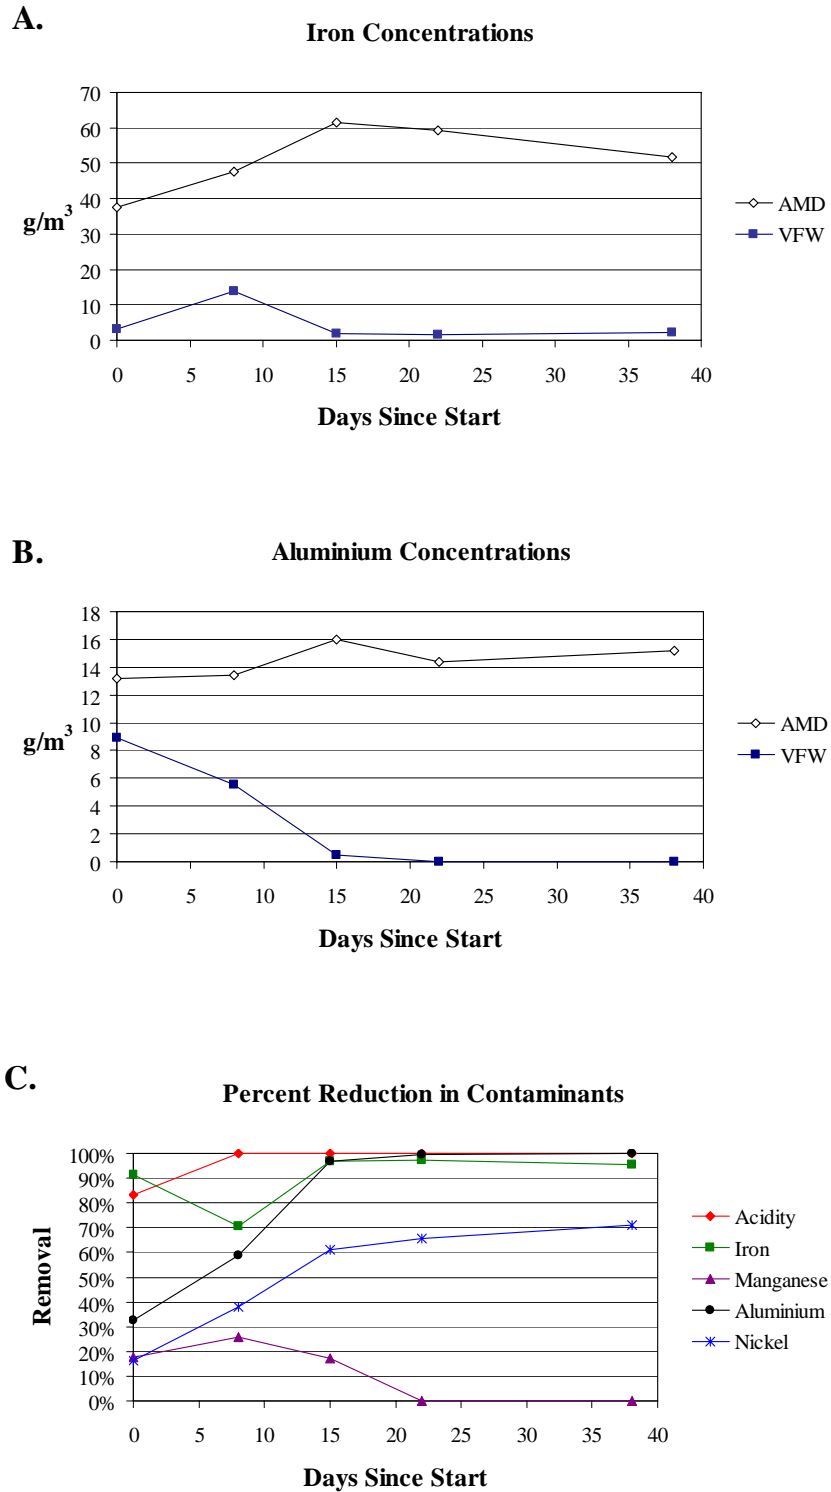 A.
Iron Concentrations
70
60
50
40
30
20
10
0
g/m³
0 5 10 15 20 25 30 35 40
Days Since Start
AMD
VFW
B.
Aluminium Concentrations
18
16
14
12
10
8
6
4
2
0
g/m³
0 5 10 15 20 25 30 35 40
Days Since Start
AMD
VFW
C.
Percent Reduction in Contaminants
100%
90%
80%
70%
60%
50%
40%
30%
20%
10%
0%
Removal
0 5 10 15 20 25 30 35 40
Days Since Start
Acidity
Iron
Manganese
Aluminium
Nickel